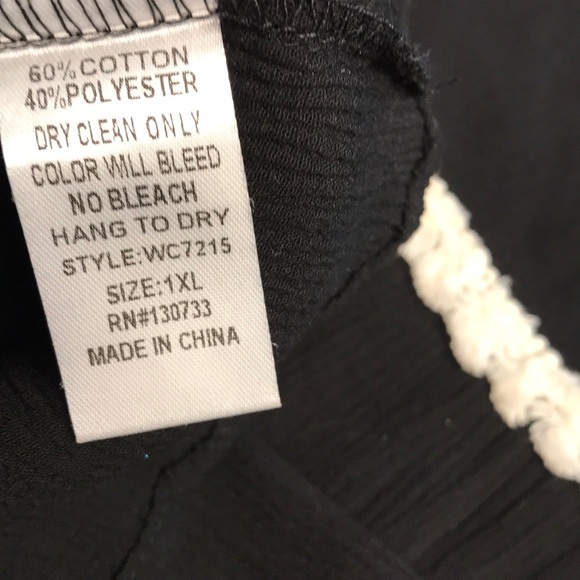 60% COTTON
40%POLYESTER
DRY CLEAN ONLY
COLOR WILL BLEED
NO BLEACH
HANG TO DRY
STYLE:WC7215
SIZE:1XL
RN#130733
MADE IN CHINA